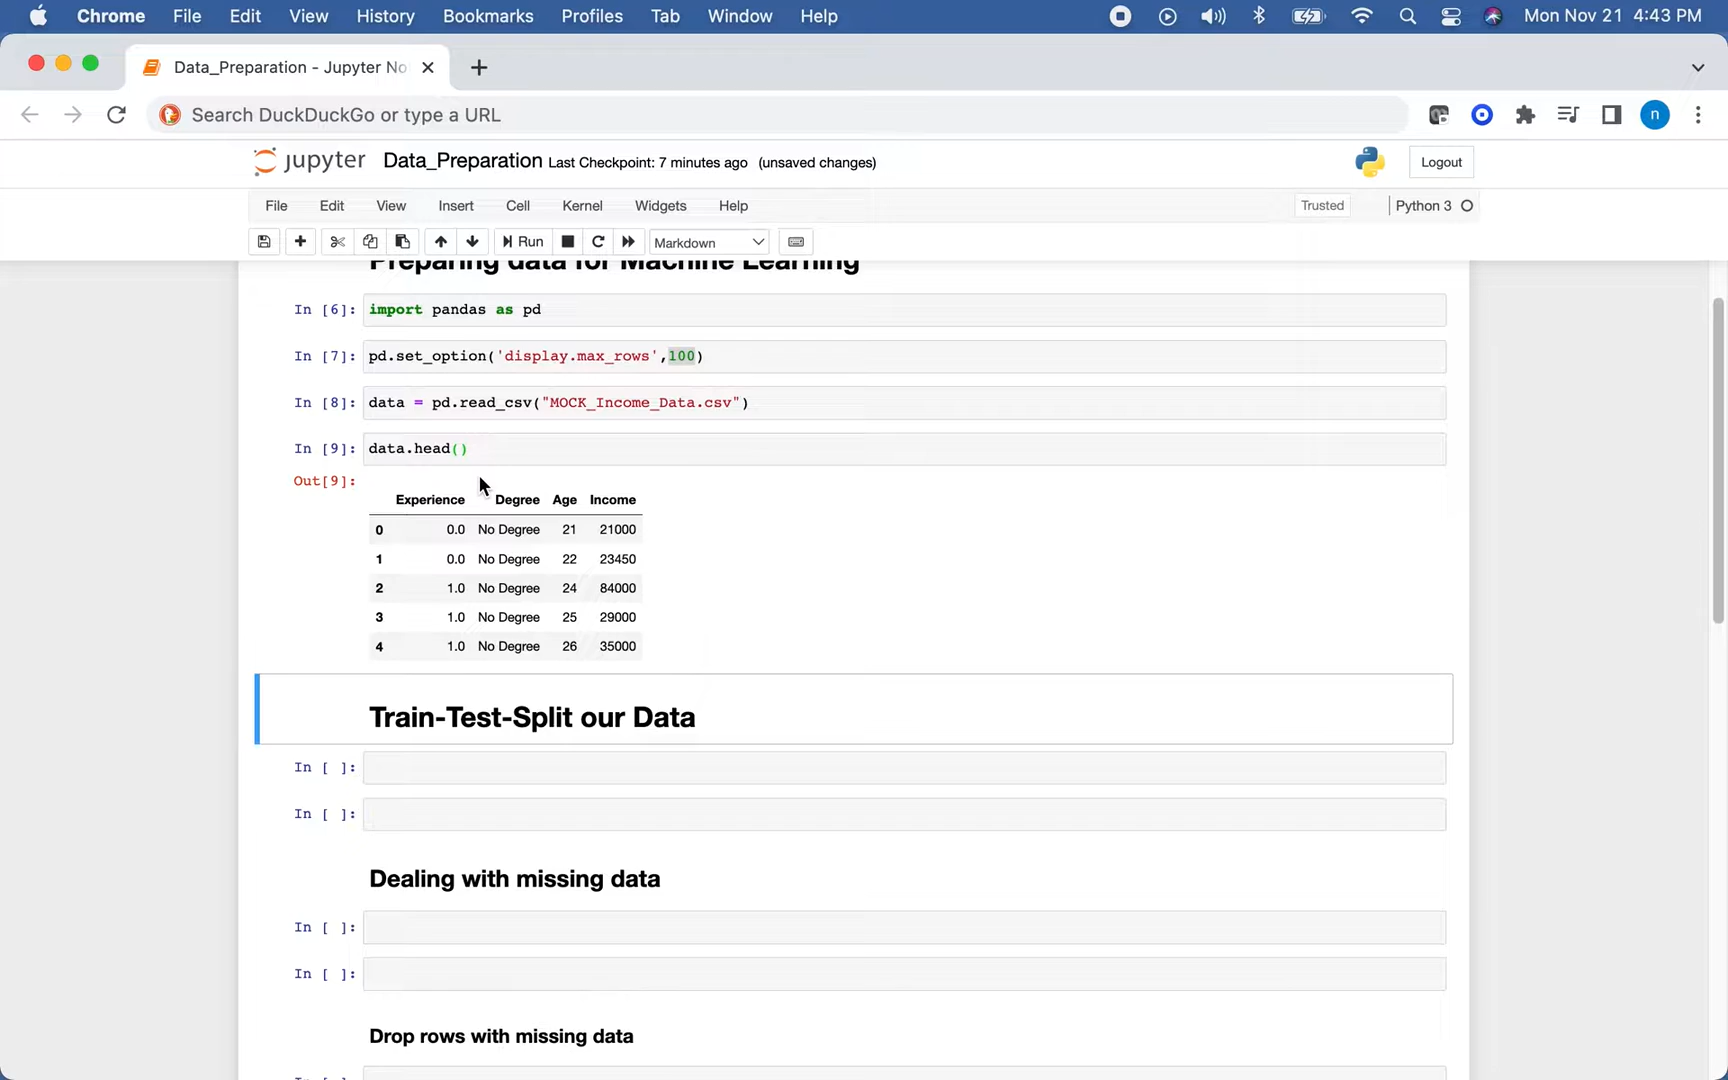 Chrome File Edit View History Bookmarks Profiles Tab Window Help Mon Nov 21 4:43 PM
Data_Preparation - Jupyter No
Search DuckDuckGo or type a URL n
jupyter Data_Preparation Last Checkpoint: 7 minutes ago (unsaved changes) Logout
File Edit View Insert Cell Kernel Widgets Help Trusted Python 3
Run Markdown
Preparing data for Machine Learning
In [6]: import pandas as pd
In [7]: pd.set_option('display.max_rows',100)
In [8]: data = pd.read_csv("MOCK_Income_Data.csv")
In [9]: data.head()
Out[9]:
Experience Degree Age Income
0 0.0 No Degree 21 21000
1 0.0 No Degree 22 23450
2 1.0 No Degree 24 84000
3 1.0 No Degree 25 29000
4 1.0 No Degree 26 35000
Train-Test-Split our Data
In [ ]:
In [ ]:
Dealing with missing data
In [ ]:
In [ ]:
Drop rows with missing data